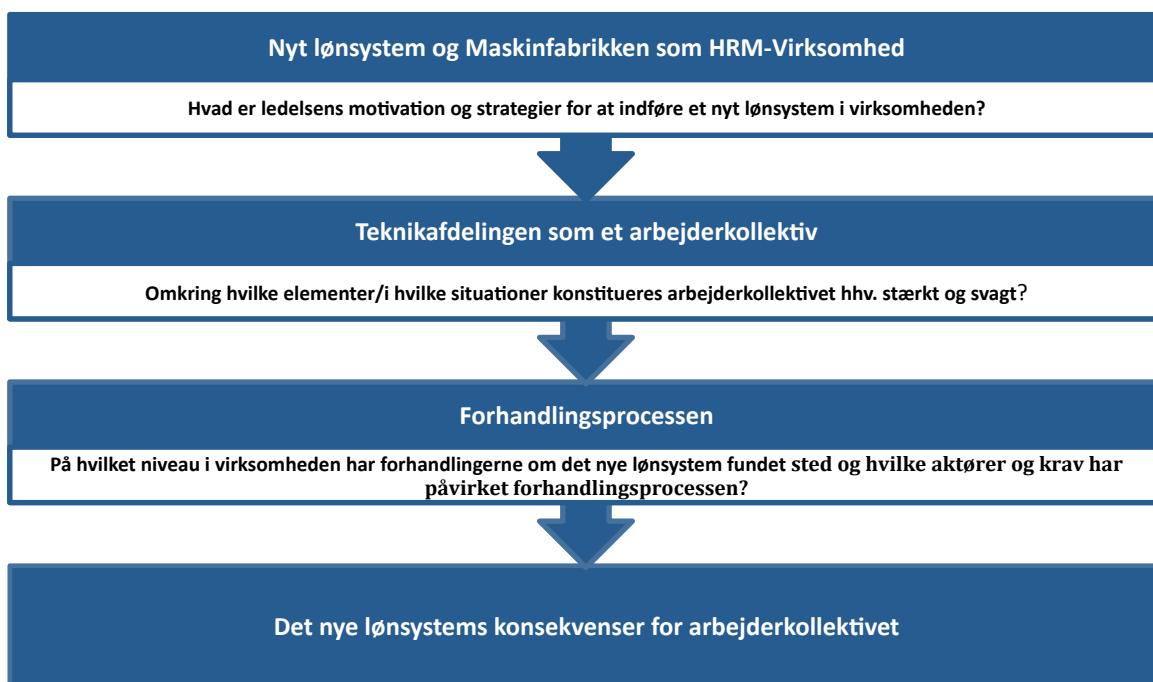 Nyt lønsystem og Maskinfabrikken som HRM-Virksomhed
Hvad er ledelsens motivation og strategier for at indføre et nyt lønsystem i virksomheden?
Teknikafdelingen som et arbejderkollektiv
Omkring hvilke elementer/i hvilke situationer konstitueres arbejderkollektivet hhv. stærkt og svagt?
Forhandlingsprocessen
På hvilket niveau i virksomheden har forhandlingerne om det nye lønsystem fundet sted og hvilke aktører og krav har
påvirket forhandlingsprocessen?
Det nye lønsystems konsekvenser for arbejderkollektivet